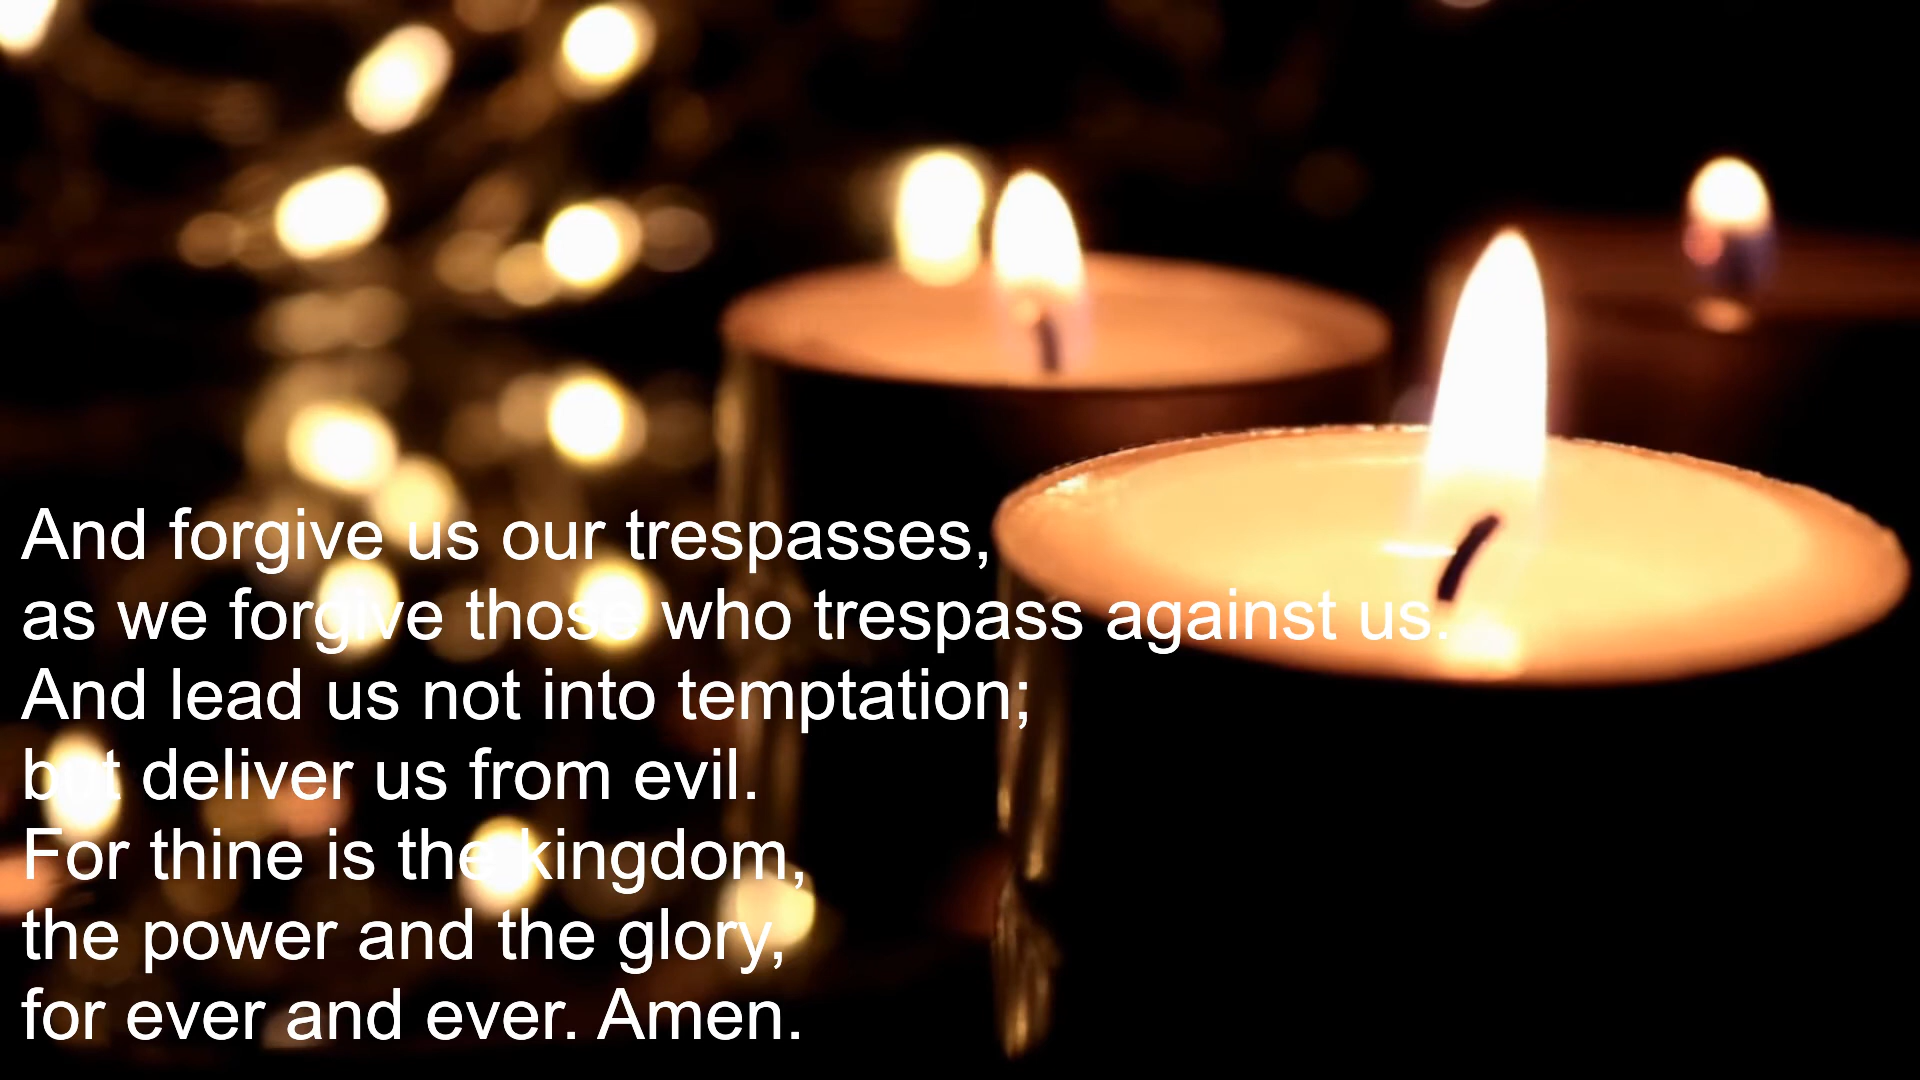 And forgive us our trespasses,
as we forgive those who trespass against us.
And lead us not into temptation;
but deliver us from evil.
For thine is the kingdom,
the power and the glory,
for ever and ever. Amen.